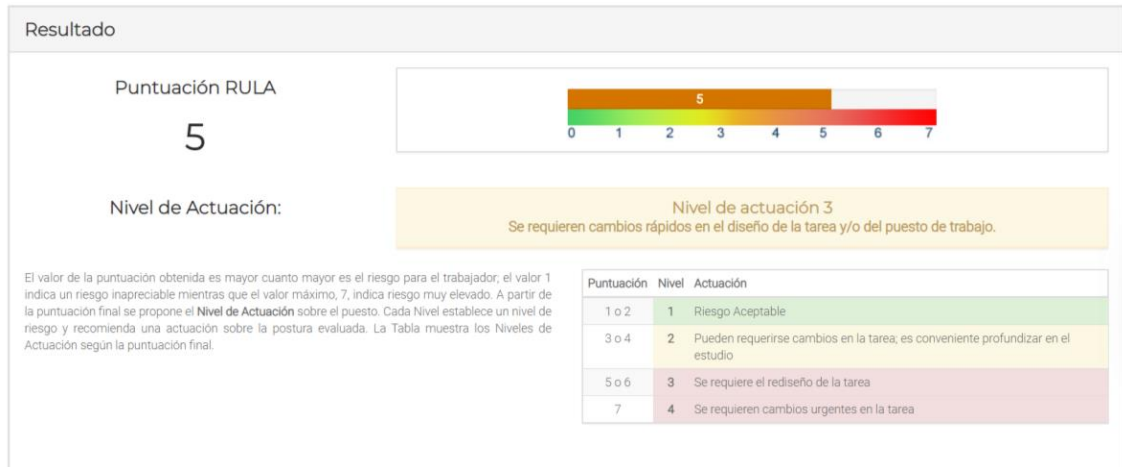 Resultado
Puntuación RULA
5
5
0 1 2 3 4 5 6 7
Nivel de Actuación:
Nivel de actuación 3
Se requieren cambios rápidos en el diseño de la tarea y/o del puesto de trabajo.
El valor de la puntuación obtenida es mayor cuanto mayor es el riesgo para el trabajador; el valor 1
indica un riesgo inapreciable mientras que el valor máximo, 7, indica riesgo muy elevado. A partir de
la puntuación final se propone el Nivel de Actuación sobre el puesto. Cada Nivel establece un nivel de
riesgo y recomienda una actuación sobre la postura evaluada. La Tabla muestra los Niveles de
Actuación según la puntuación final.
Puntuación Nivel Actuación
1 o 2 1 Riesgo Aceptable
3 o 4 2 Pueden requerirse cambios en la tarea; es conveniente profundizar en el
estudio
5 o 6 3 Se requiere el rediseño de la tarea
7 4 Se requieren cambios urgentes en la tarea